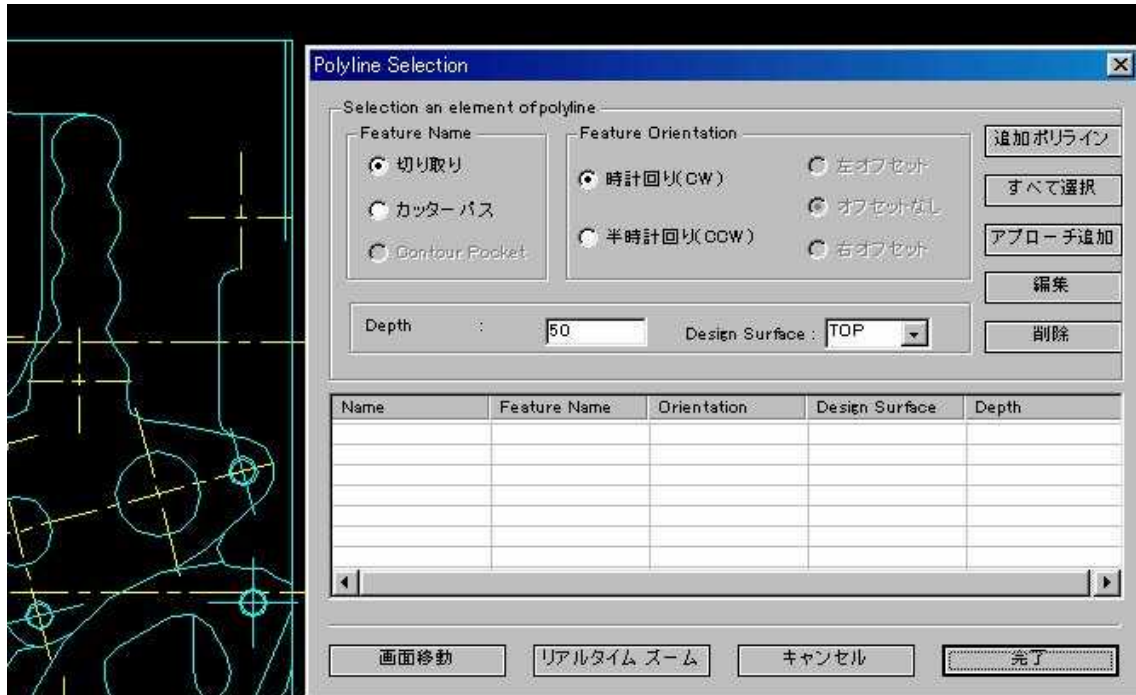 Polyline Selection
Selection an element of polyline
Feature Name
切り取り
カッターパス
Contour Pocket
Feature Orientation
時計回り(CW)
半時計回り(CCW)
左オフセット
オフセットなし
右オフセット
追加ポリライン
すべて選択
アプローチ追加
編集
削除
Depth : 50 Design Surface : TOP
Name Feature Name Orientation Design Surface Depth
画面移動 リアルタイム ズーム キャンセル 完了